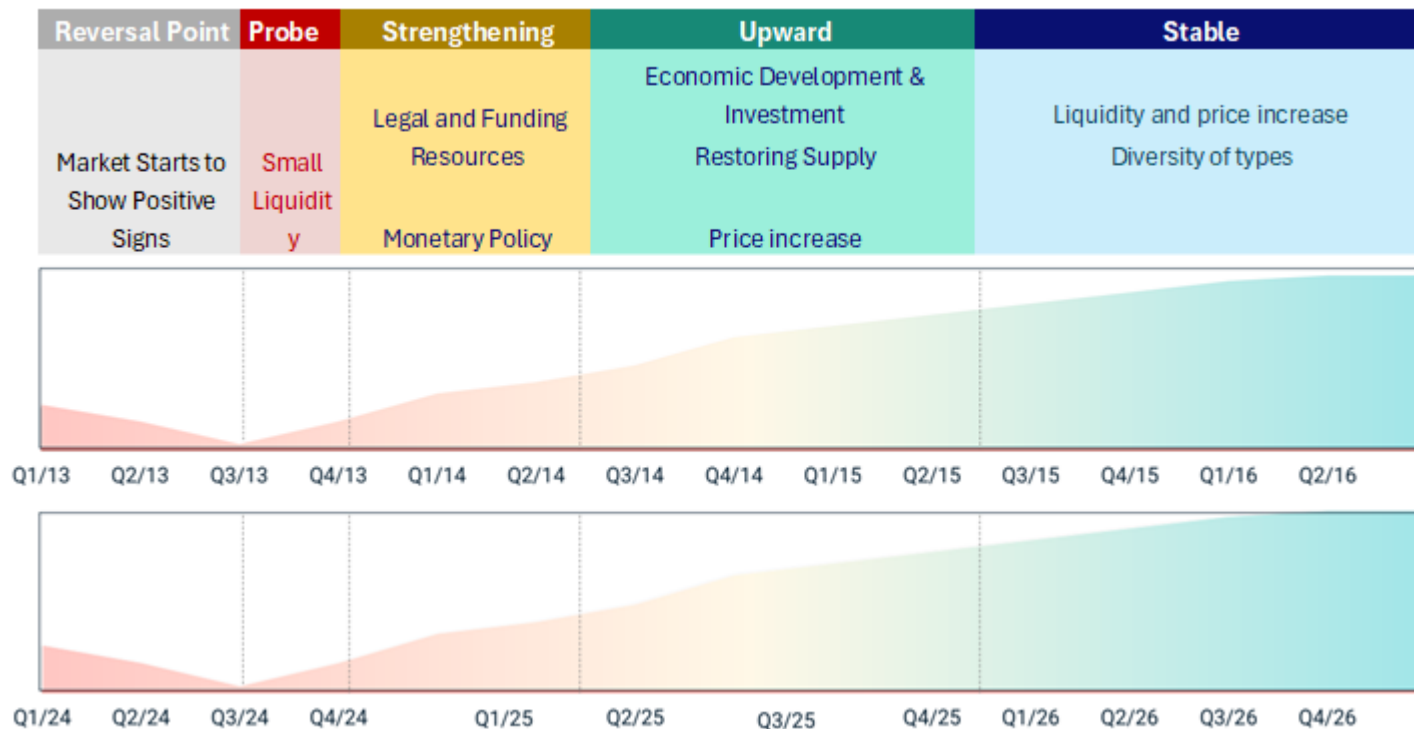 Reversal Point
Probe
Strengthening
Upward
Stable
Market Starts to
Show Positive
Signs
Small
Liquidit
y
Legal and Funding
Resources
Monetary Policy
Economic Development &
Investment
Restoring Supply
Price increase
Liquidity and price increase
Diversity of types
Q1/13 Q2/13 Q3/13 Q4/13 Q1/14 Q2/14 Q3/14 Q4/14 Q1/15 Q2/15 Q3/15 Q4/15 Q1/16 Q2/16
Q1/24 Q2/24 Q3/24 Q4/24 Q1/25 Q2/25 Q3/25 Q4/25 Q1/26 Q2/26 Q3/26 Q4/26